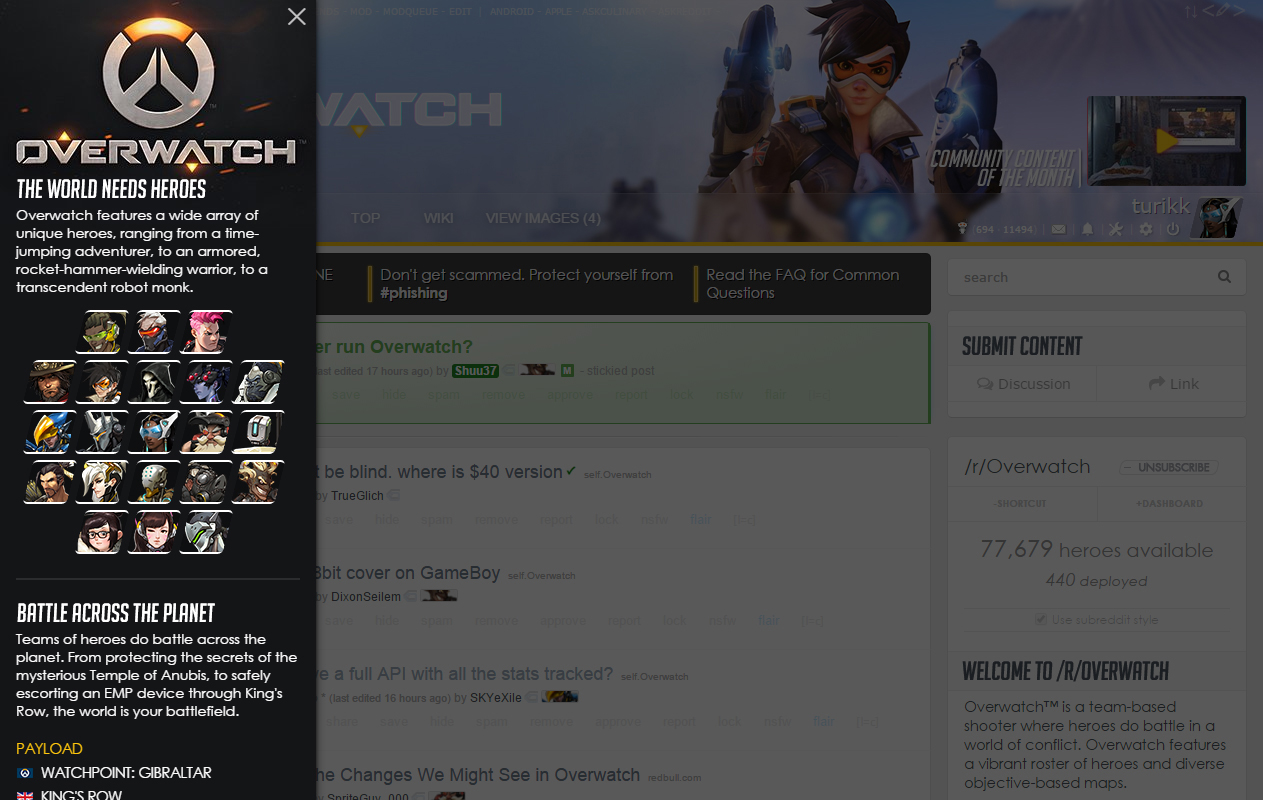 OVERWATCH
THE WORLD NEEDS HEROES
Overwatch features a wide array of
unique heroes, ranging from a time-
jumping adventurer, to an armored,
rocket-hammer-wielding warrior, to a
transcendent robot monk.
BATTLE ACROSS THE PLANET
Teams of heroes do battle across the
planet. From protecting the secrets of the
mysterious Temple of Anubis, to safely
escorting an EMP device through King's
Row, the world is your battlefield.
PAYLOAD
WATCHPOINT: GIBRALTAR
KING'S ROW
MOD - MODQUEUE - EDIT | ANDROID - APPLE
WATCH
COMMUNITY CONTENT
OF THE MONTH
TOP WIKI VIEW IMAGES (4)
turikk
694 · 11494
NE
Don't get scammed. Protect yourself from
#phishing
Read the FAQ for Common
Questions
er run Overwatch?
last edited 17 hours ago) by Shuu37 M - stickied post
save hide spam remove approve report lock nsfw flair
t be blind. where is $40 version ✔ self.Overwatch
by TrueGlich
save hide spam remove report lock nsfw flair [l=c]
8bit cover on GameBoy self.Overwatch
by DixonSeilem
save hide spam remove approve report lock nsfw flair [l=c]
ve a full API with all the stats tracked? self.Overwatch
* (last edited 16 hours ago) by SKYeXile
share save hide spam remove approve report lock nsfw flair [l=c]
he Changes We Might See in Overwatch redbull.com
by SpriteGuy_000
search
SUBMIT CONTENT
Discussion Link
/r/Overwatch − UNSUBSCRIBE
-SHORTCUT +DASHBOARD
77,679 heroes available
440 deployed
Use subreddit style
WELCOME TO /R/OVERWATCH
Overwatch™ is a team-based
shooter where heroes do battle in a
world of conflict. Overwatch features
a vibrant roster of heroes and diverse
objective-based maps.